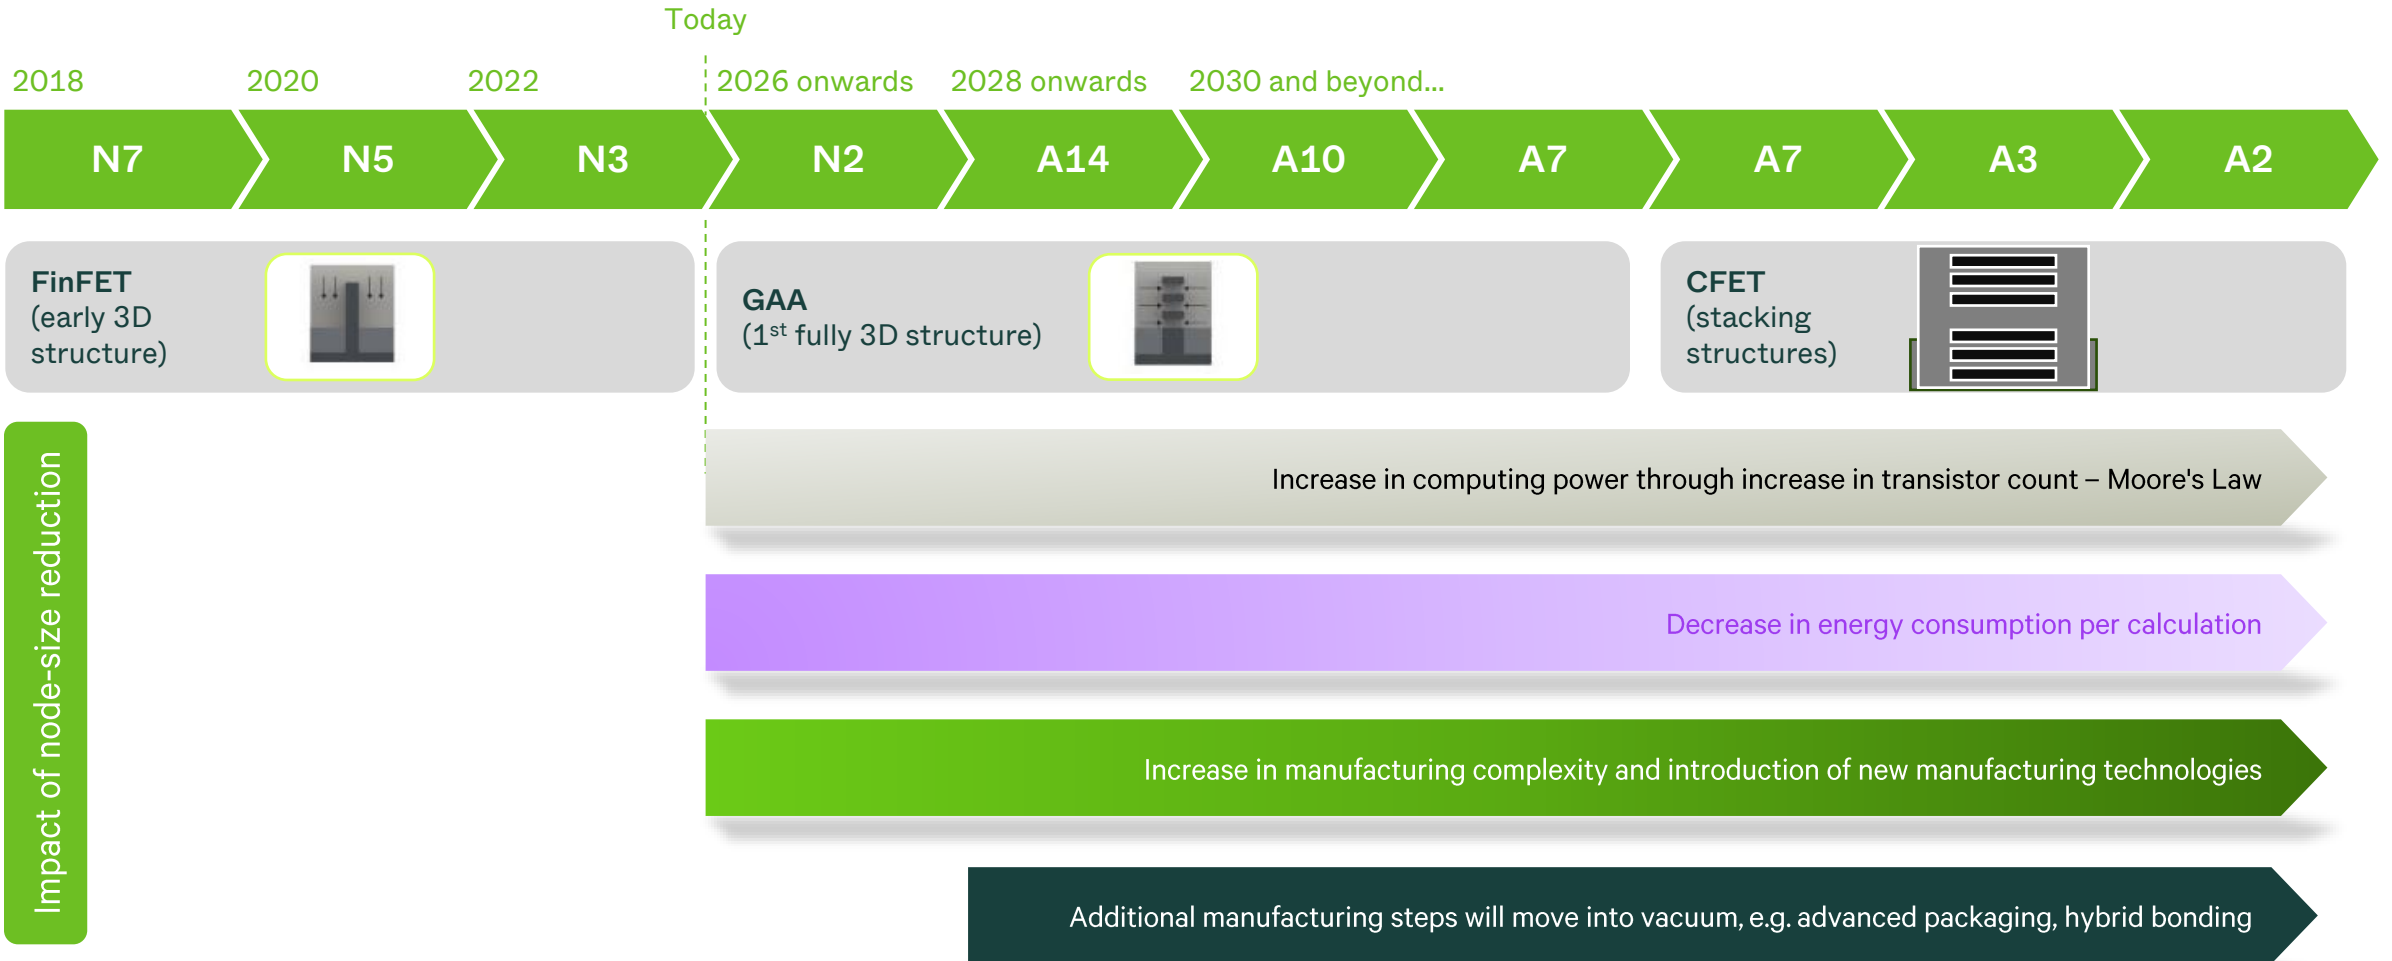 Today
2018
2020
2022
2026 onwards
2028 onwards
2030 and beyond...
N7
N5
N3
N2
A14
A10
A7
A7
A3
A2
FinFET
(early 3D
structure)
GAA
(1st fully 3D structure)
CFET
(stacking
structures)
Impact of node-size reduction
Increase in computing power through increase in transistor count – Moore's Law
Decrease in energy consumption per calculation
Increase in manufacturing complexity and introduction of new manufacturing technologies
Additional manufacturing steps will move into vacuum, e.g. advanced packaging, hybrid bonding